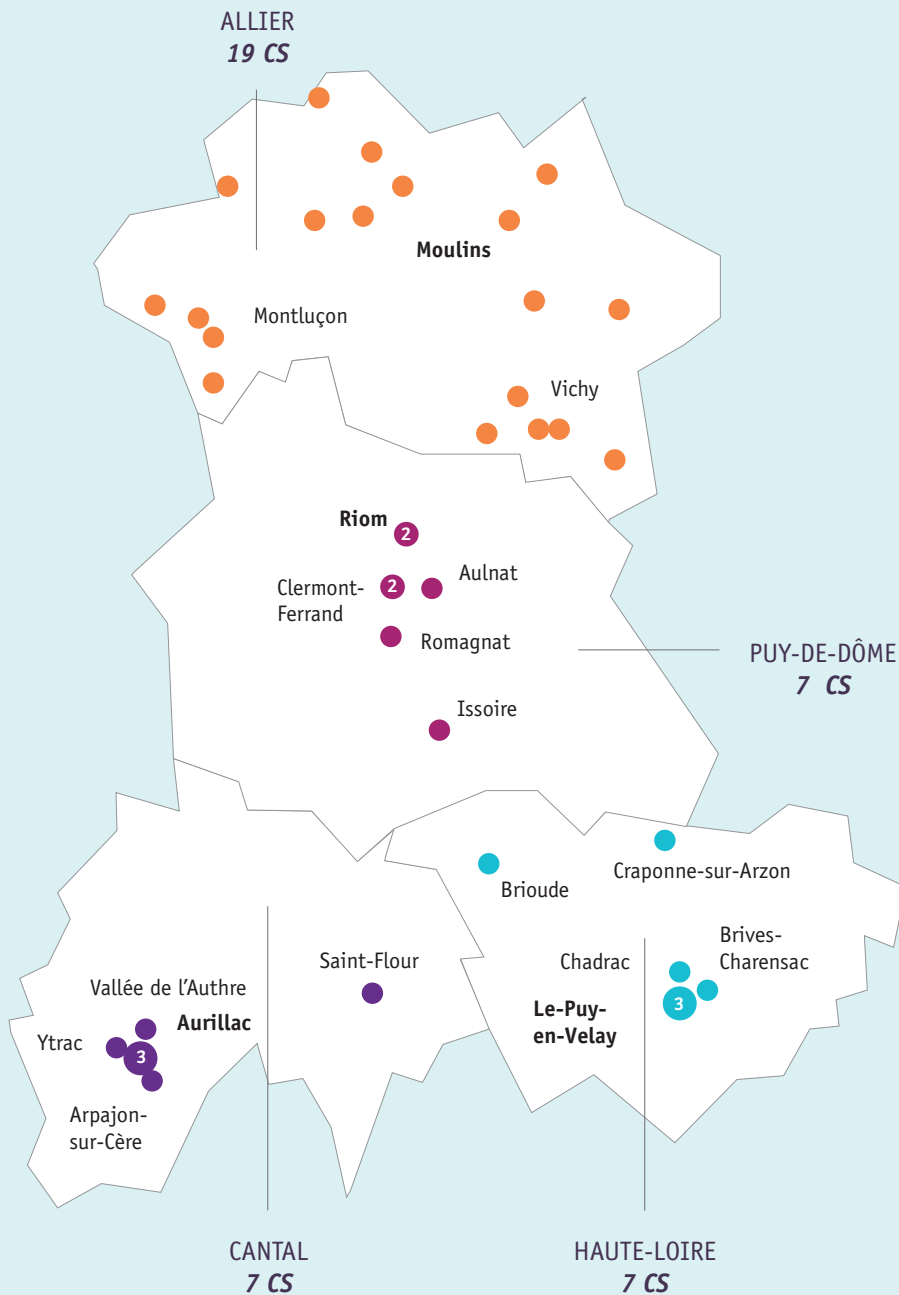 ALLIER
19 CS
Moulins
Montluçon
Vichy
Riom
2
Clermont-
Ferrand
2
Aulnat
Romagnat
PUY-DE-DÔME
7 CS
Issoire
Brioude
Craponne-sur-Arzon
Saint-Flour
Chadrac
Brives-
Charensac
Vallée de l'Authre
Aurillac
Ytrac
3
Le-Puy-
en-Velay
3
Arpajon-
sur-Cère
CANTAL
7 CS
HAUTE-LOIRE
7 CS